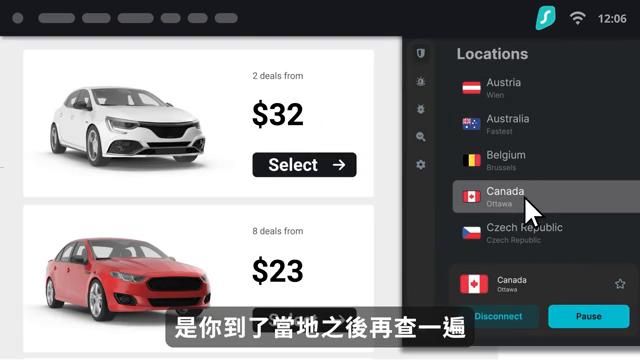 12:06
2 deals from
$32
Select
8 deals from
$23
Locations
Austria
Wien
Australia
Fastest
Belgium
Brussels
Canada
Ottawa
Czech Republic
Czech Republic
Canada
Ottawa
Disconnect
Pause
是你到了當地之後再查一遍